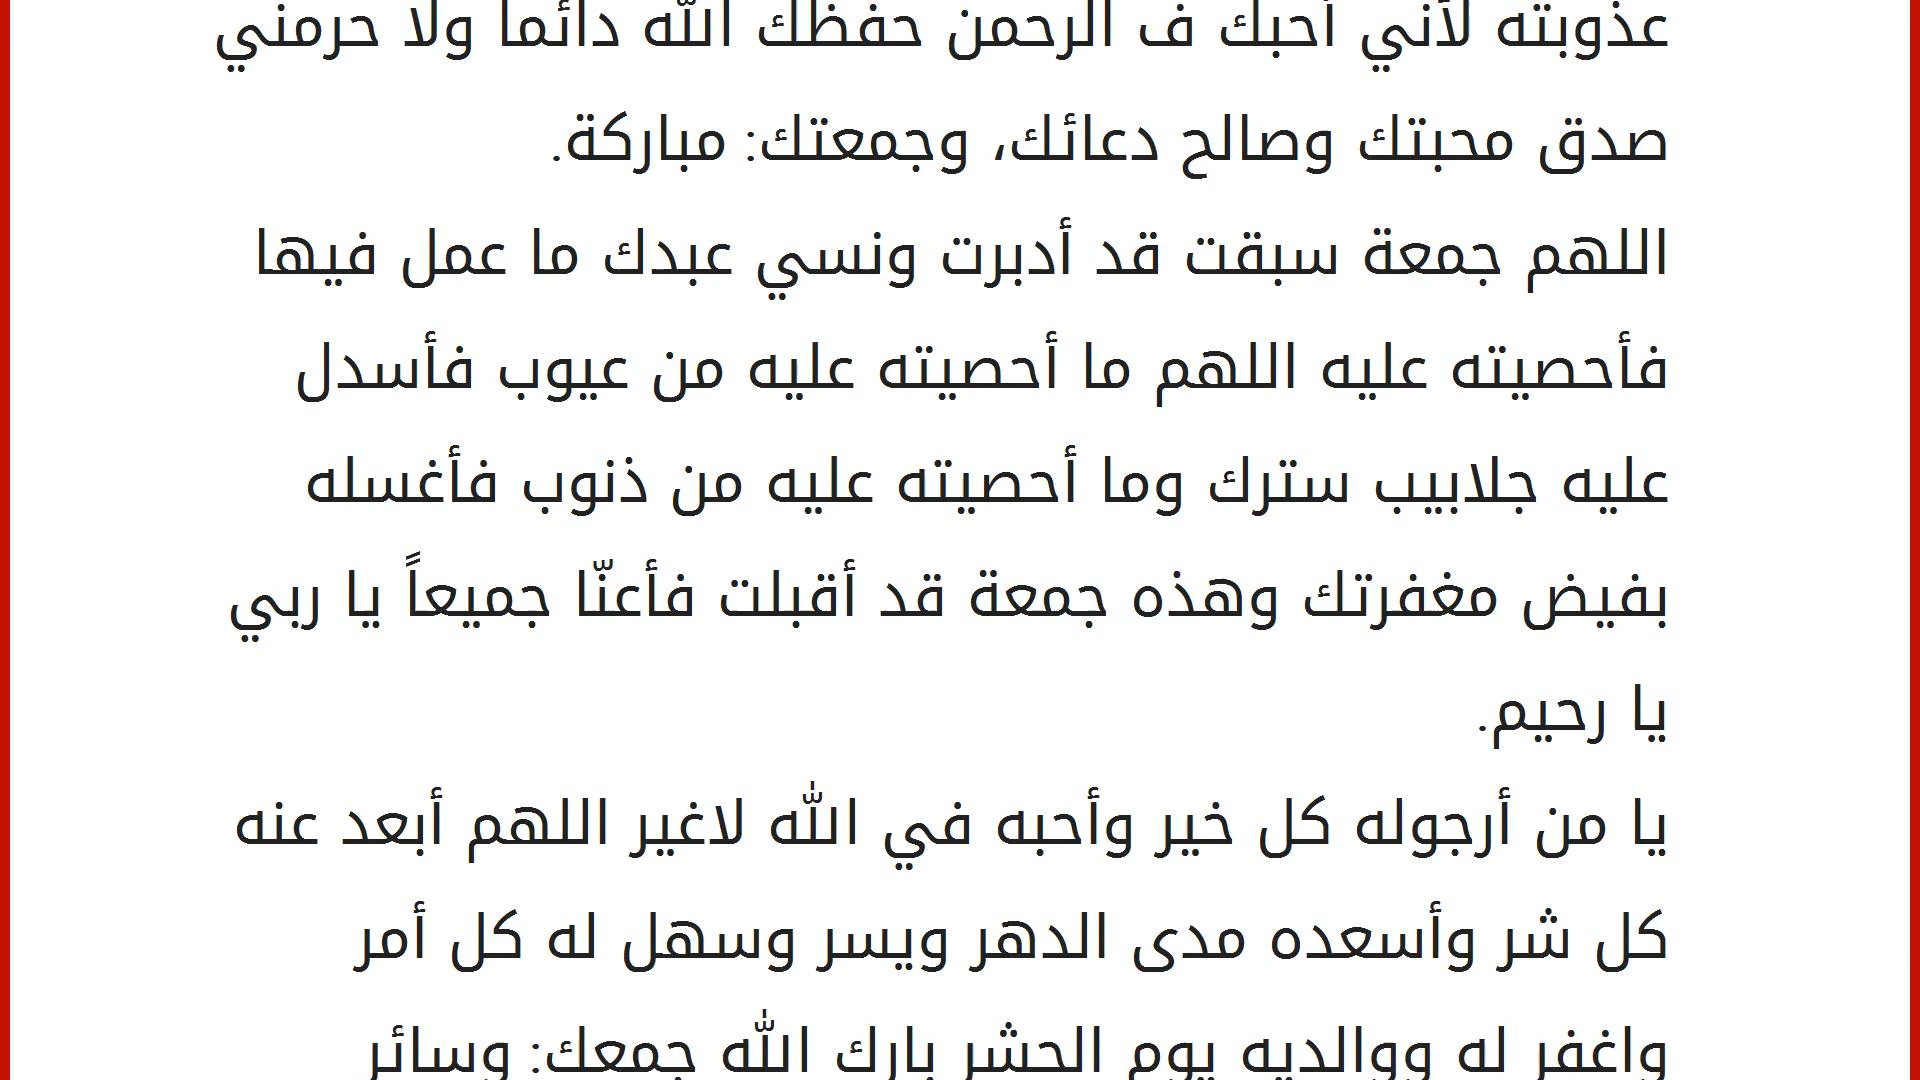 عذوبته لأني أحبك ف الرحمن حفظك الله دائما ولا حرمني
صدق محبتك وصالح دعائك، وجمعتك: مباركة.
اللهم جمعة سبقت قد أدبرت ونسي عبدك ما عمل فيها
فأحصيته عليه اللهم ما أحصيته عليه من عيوب فأسدل
عليه جلابيب سترك وما أحصيته عليه من ذنوب فأغسله
بفيض مغفرتك وهذه جمعة قد أقبلت فأعنّا جميعاً يا ربي
يا رحيم.
يا من أرجوله كل خير وأحبه في الله لاغير اللهم أبعد عنه
كل شر وأسعده مدى الدهر ويسر وسهل له كل أمر
واغفر له ووالديه يوم الحشر بارك الله جمعك: وسائر